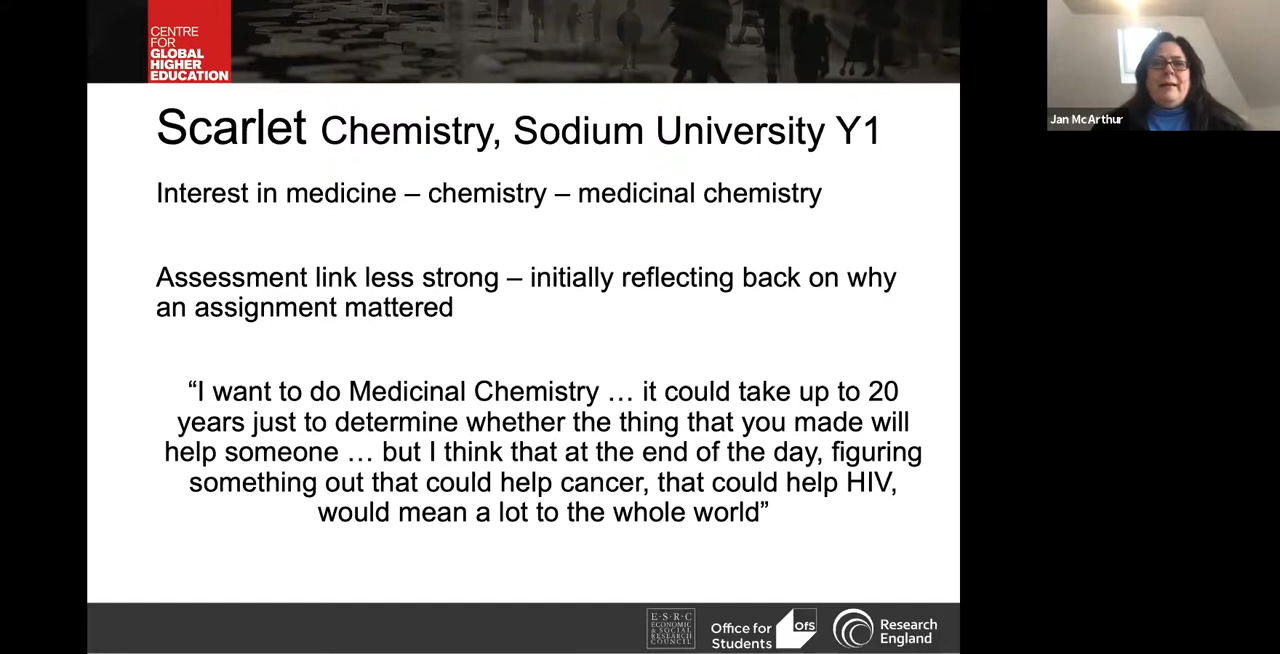 CENTRE
FOR
GLOBAL
HIGHER
EDUCATION
Jan McArthur
Scarlet Chemistry, Sodium University Y1
Interest in medicine – chemistry – medicinal chemistry
Assessment link less strong – initially reflecting back on why
an assignment mattered
“I want to do Medicinal Chemistry … it could take up to 20
years just to determine whether the thing that you made will
help someone … but I think that at the end of the day, figuring
something out that could help cancer, that could help HIV,
would mean a lot to the whole world”
E·S·R·C
ECONOMIC
& SOCIAL
RESEARCH
COUNCIL
Office for
Students
OfS
Research
England